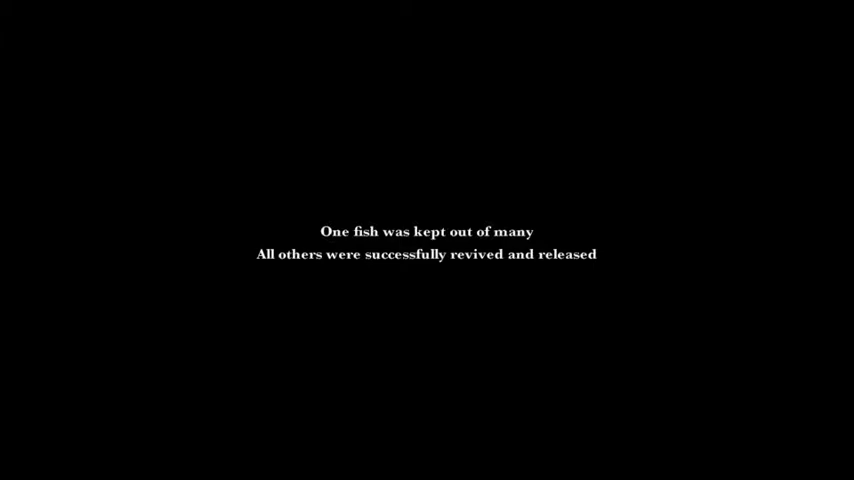 One fish was kept out of many
All others were successfully revived and released